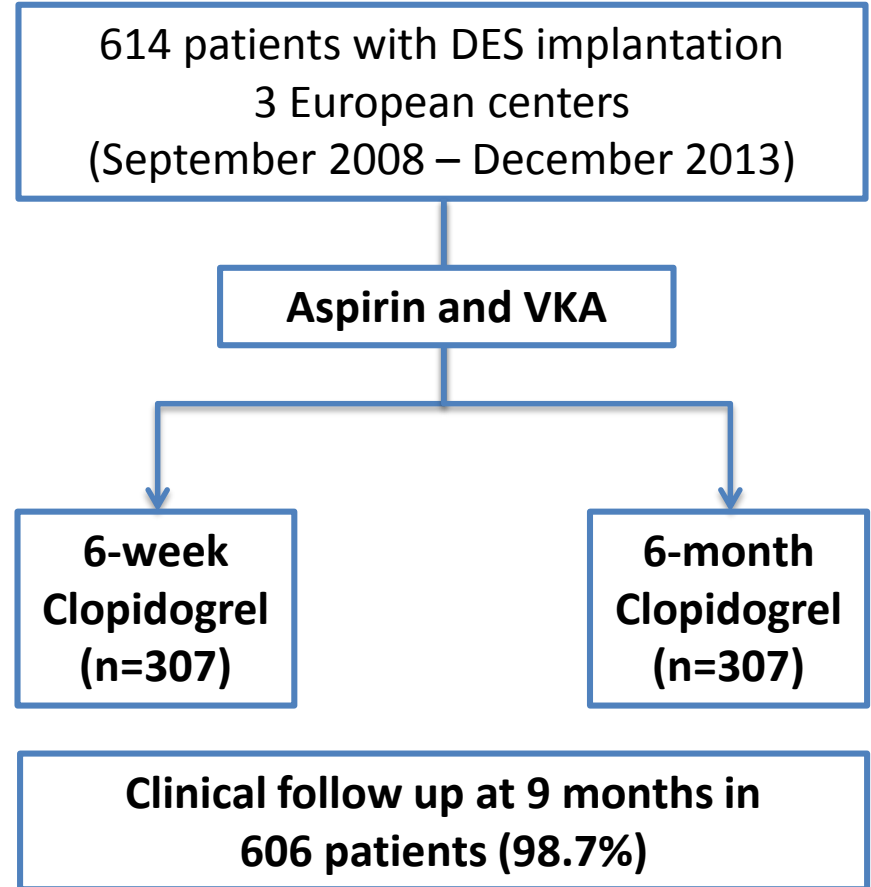 614 patients with DES implantation
3 European centers
(September 2008 – December 2013)
Aspirin and VKA
6-week
Clopidogrel
(n=307)
6-month
Clopidogrel
(n=307)
Clinical follow up at 9 months in
606 patients (98.7%)